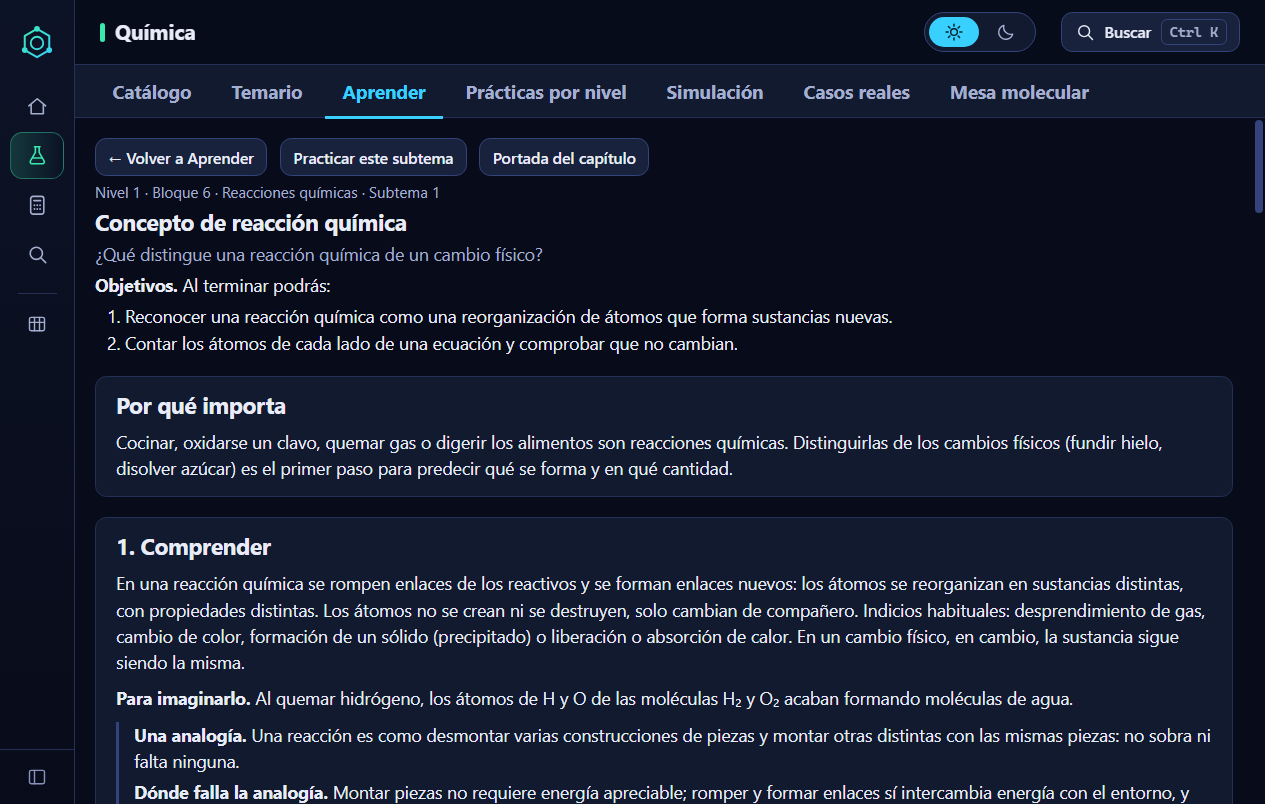 Química
Buscar Ctrl K
Catálogo Temario Aprender Prácticas por nivel Simulación Casos reales Mesa molecular
← Volver a Aprender Practicar este subtema Portada del capítulo
Nivel 1 · Bloque 6 · Reacciones químicas · Subtema 1
Concepto de reacción química
¿Qué distingue una reacción química de un cambio físico?
Objetivos. Al terminar podrás:
1. Reconocer una reacción química como una reorganización de átomos que forma sustancias nuevas.
2. Contar los átomos de cada lado de una ecuación y comprobar que no cambian.
Por qué importa
Cocinar, oxidarse un clavo, quemar gas o digerir los alimentos son reacciones químicas. Distinguirlas de los cambios físicos (fundir hielo,
disolver azúcar) es el primer paso para predecir qué se forma y en qué cantidad.
1. Comprender
En una reacción química se rompen enlaces de los reactivos y se forman enlaces nuevos: los átomos se reorganizan en sustancias distintas,
con propiedades distintas. Los átomos no se crean ni se destruyen, solo cambian de compañero. Indicios habituales: desprendimiento de gas,
cambio de color, formación de un sólido (precipitado) o liberación o absorción de calor. En un cambio físico, en cambio, la sustancia sigue
siendo la misma.
Para imaginarlo. Al quemar hidrógeno, los átomos de H y O de las moléculas H₂ y O₂ acaban formando moléculas de agua.
Una analogía. Una reacción es como desmontar varias construcciones de piezas y montar otras distintas con las mismas piezas: no sobra ni
falta ninguna.
Dónde falla la analogía. Montar piezas no requiere energía apreciable; romper y formar enlaces sí intercambia energía con el entorno, y